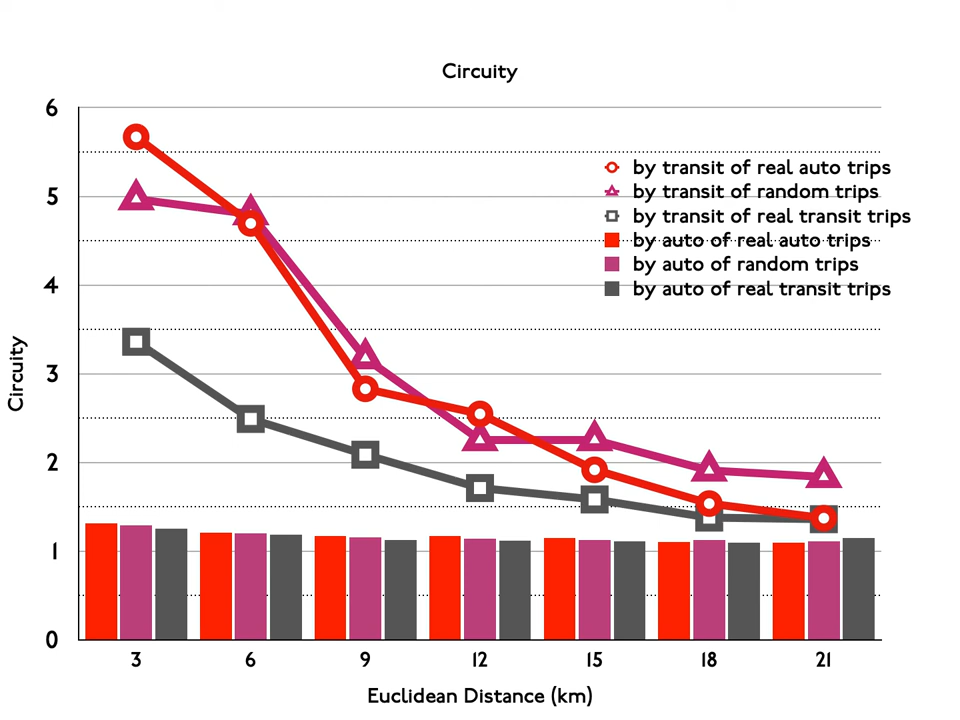 Circuity
6
5
4
3
2
1
0
Circuity
by transit of real auto trips
by transit of random trips
by transit of real transit trips
by auto of real auto trips
by auto of random trips
by auto of real transit trips
3 6 9 12 15 18 21
Euclidean Distance (km)